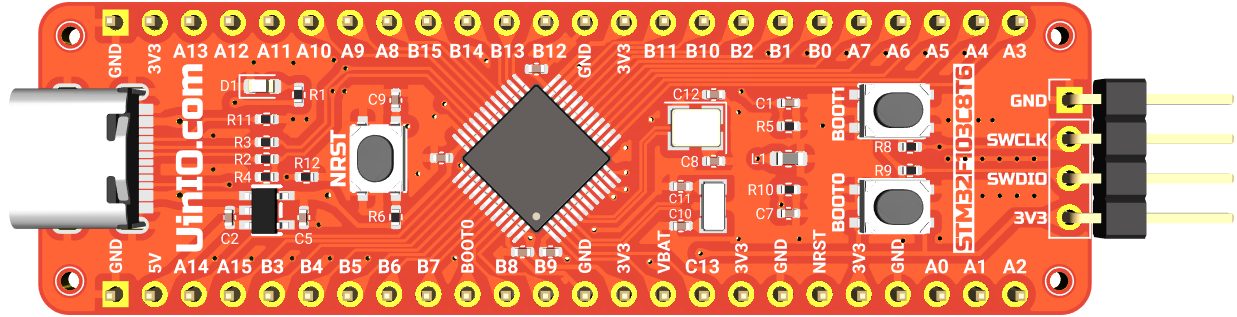 GND 3V3 A13 A12 A11 A10 A9 A8 B15 B14 B13 B12 GND 3V3 B11 B10 B2 B1 B0 A7 A6 A5 A4 A3
D1
R1
R11
R3
R2
R4
R12
C2
C5
Uinio.com
NRST
C9
R6
C12
C8
C11
C10
C1
R5
L1
R10
C7
BOOT1
R8
R9
BOOT0
STM32F103C8T6
GND
SWCLK
SWDIO
3V3
GND 5V A14 A15 B3 B4 B5 B6 B7 BOOT0 B8 B9 GND 3V3 VBAT C13 3V3 GND NRST 3V3 GND A0 A1 A2